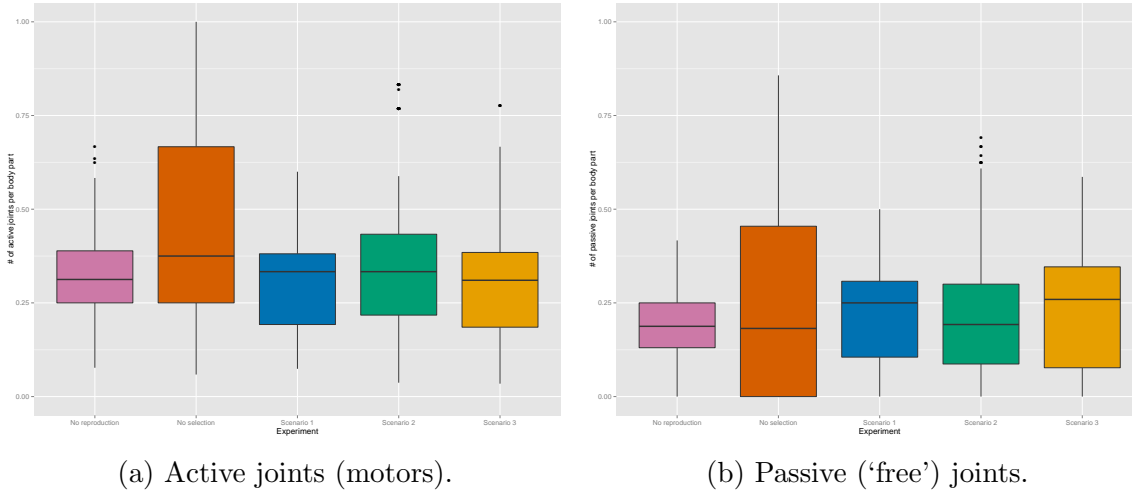 # of active joints per body part
1.00
0.75
0.50
0.25
0.00
No reproduction No selection Scenario 1 Scenario 2 Scenario 3
Experiment
(a) Active joints (motors).
# of passive joints per body part
1.00
0.75
0.50
0.25
0.00
No reproduction No selection Scenario 1 Scenario 2 Scenario 3
Experiment
(b) Passive (‘free’) joints.